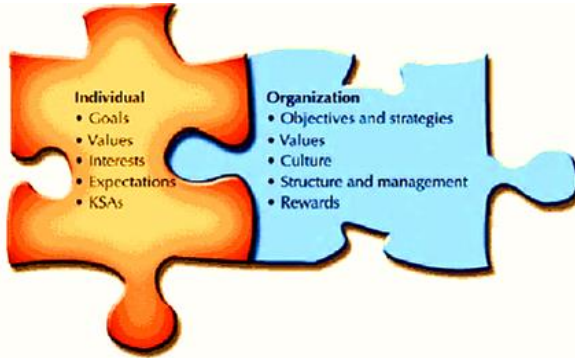 Individual
• Goals
• Values
• Interests
• Expectations
• KSAs
Organization
• Objectives and strategies
• Values
• Culture
• Structure and management
• Rewards